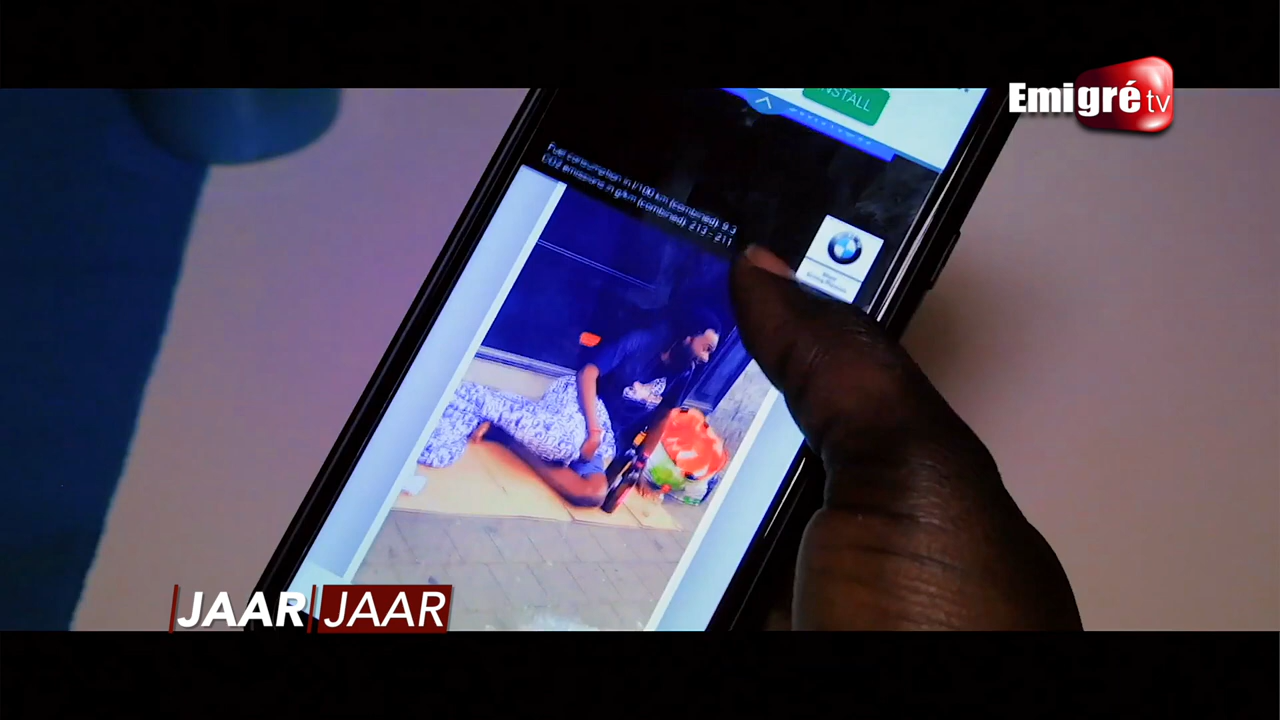 Emigré tv
INSTALL
Fuel consumption in l/100 km (combined): 9.3
CO2 emissions in g/km (combined): 213 - 211
JAAR JAAR